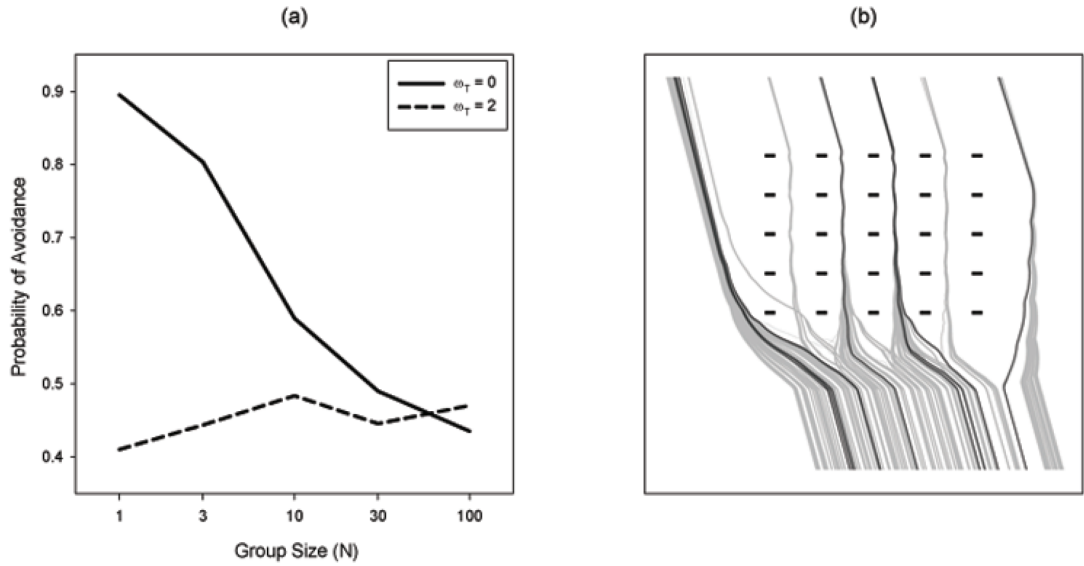 (a)
(b)
Probability of Avoidance
0.9
0.8
0.7
0.6
0.5
0.4
ωT = 0
ωT = 2
1 3 10 30 100
Group Size (N)